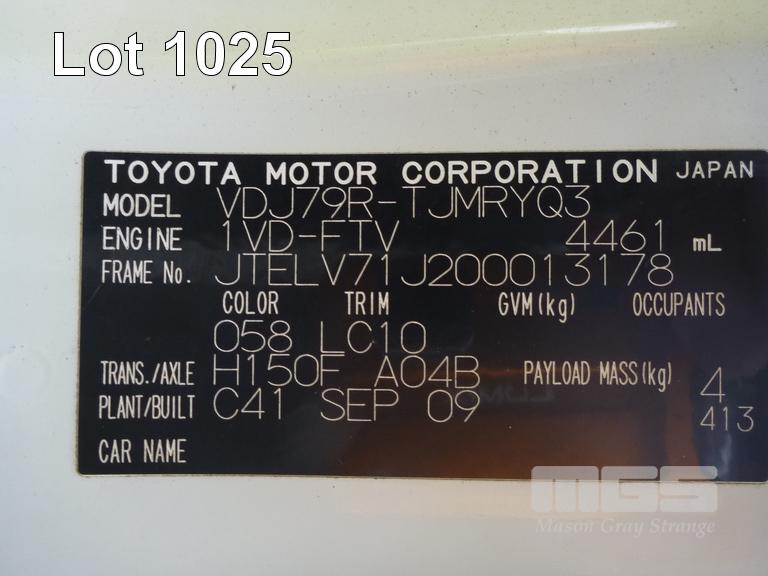 Lot 1025
TOYOTA MOTOR CORPORATION JAPAN
MODEL VDJ79R-TJMRYQ3
ENGINE 1VD-FTV 4461 mL
FRAME No. JTELV71J200013178
COLOR TRIM GVM(kg) OCCUPANTS
058 LC10
TRANS./AXLE H150F A04B PAYLOAD MASS(kg) 4
PLANT/BUILT C41 SEP 09 413
CAR NAME
MGS
Mason Gray Strange